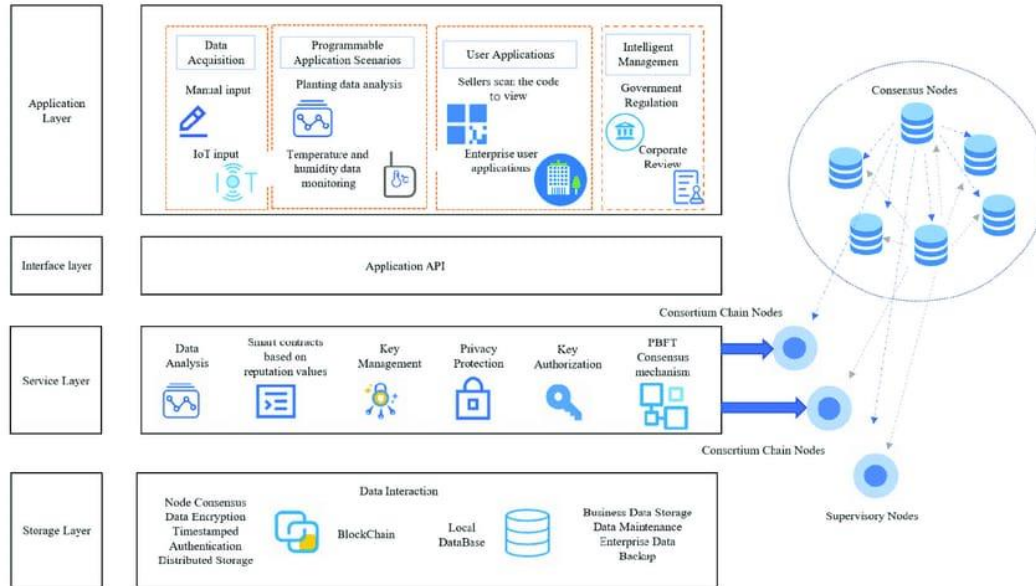 Application
Layer
Data
Acquisition
Manual input
IoT input
I T
Programmable
Application Scenarios
Planting data analysis
Temperature and
humidity data
monitoring
°C
User Applications
Sellers scan the code
to view
Enterprise user
applications
Intelligent
Managemen
Government
Regulation
Corporate
Review
Consensus Nodes
Interface layer
Application API
Service Layer
Data
Analysis
Smart contracts
based on
reputation values
Key
Management
Privacy
Protection
Key
Authorization
PBFT
Consensus
mechanism
Consortium Chain Nodes
Consortium Chain Nodes
Supervisory Nodes
Storage Layer
Data Interaction
Node Consensus
Data Encryption
Timestamped
Authentication
Distributed Storage
BlockChain
Local
DataBase
Business Data Storage
Data Maintenance
Enterprise Data
Backup